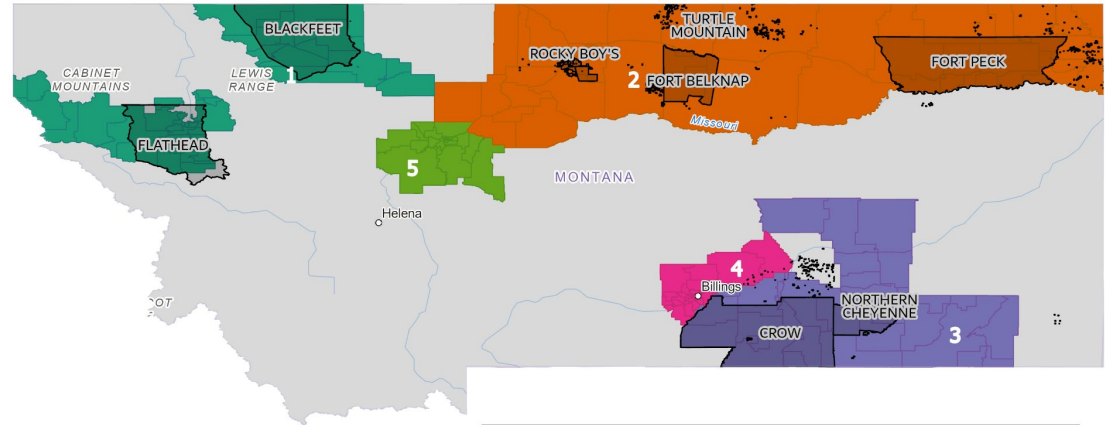 BLACKFEET
TURTLE
MOUNTAIN
ROCKY BOY'S
FORT PECK
CABINET
MOUNTAINS
LEWIS
RANGE
1
2
FORT BELKNAP
Missouri
FLATHEAD
5
MONTANA
Helena
4
Billings
NORTHERN
CHEYENNE
OT
CROW
3